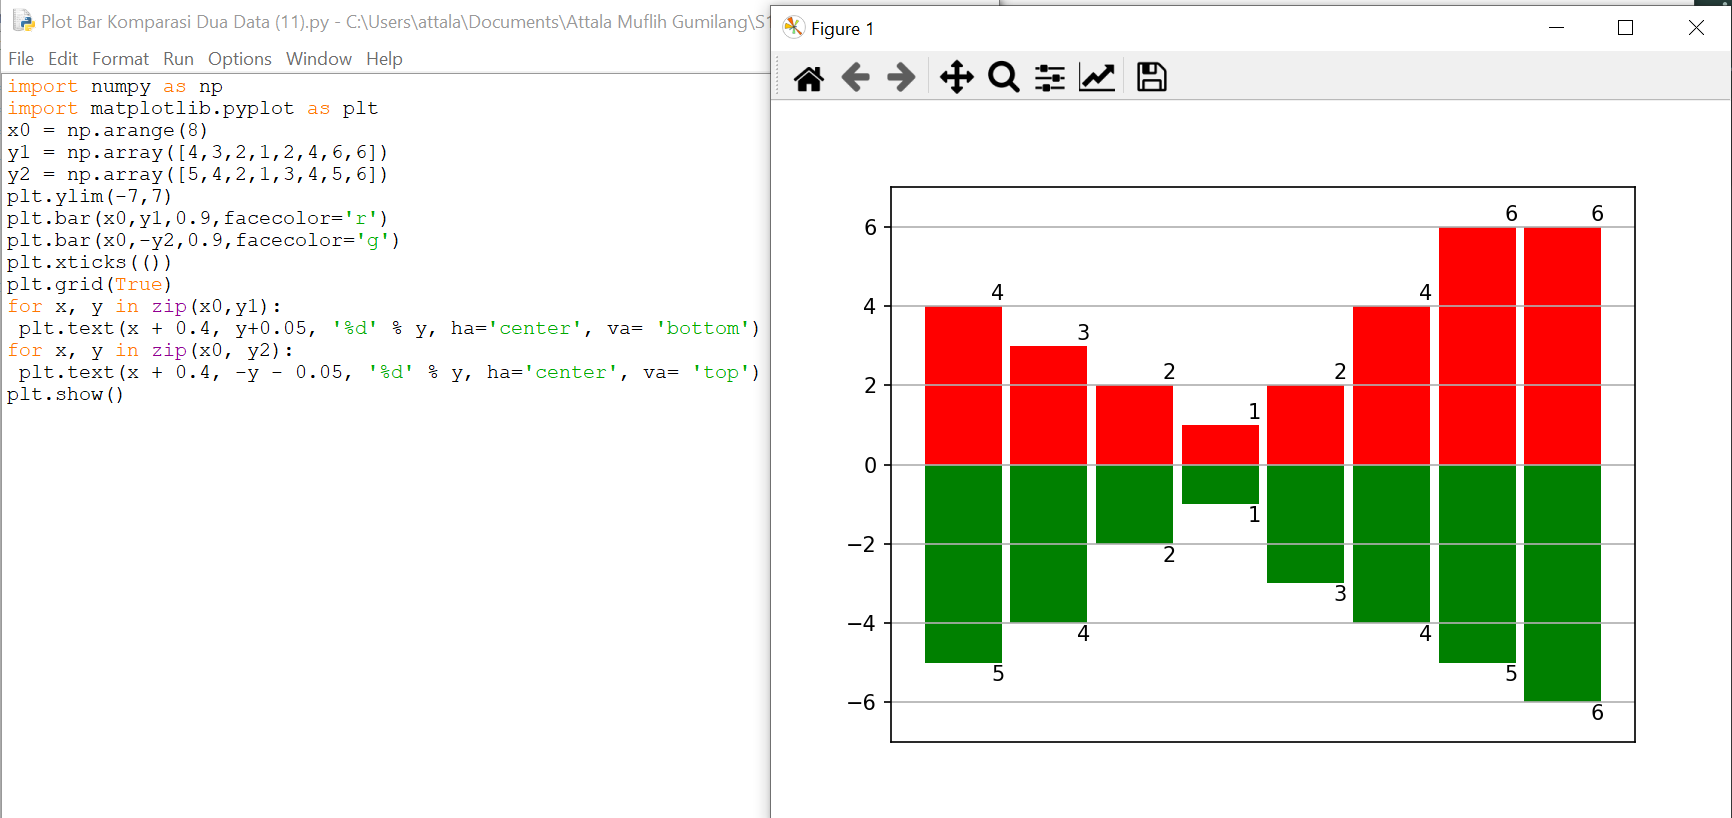 Plot Bar Komparasi Dua Data (11).py - C:\Users\attala\Documents\Attala Muflih Gumilang\S1
File Edit Format Run Options Window Help
import numpy as np
import matplotlib.pyplot as plt
x0 = np.arange(8)
y1 = np.array([4,3,2,1,2,4,6,6])
y2 = np.array([5,4,2,1,3,4,5,6])
plt.ylim(-7,7)
plt.bar(x0,y1,0.9,facecolor='r')
plt.bar(x0,-y2,0.9,facecolor='g')
plt.xticks(())
plt.grid(True)
for x, y in zip(x0,y1):
 plt.text(x + 0.4, y+0.05, '%d' % y, ha='center', va= 'bottom')
for x, y in zip(x0, y2):
 plt.text(x + 0.4, -y - 0.05, '%d' % y, ha='center', va= 'top')
plt.show()
Figure 1
6
4
2
0
−2
−4
−6
4 3 2 1 2 4 6 6
5 4 2 1 3 4 5 6